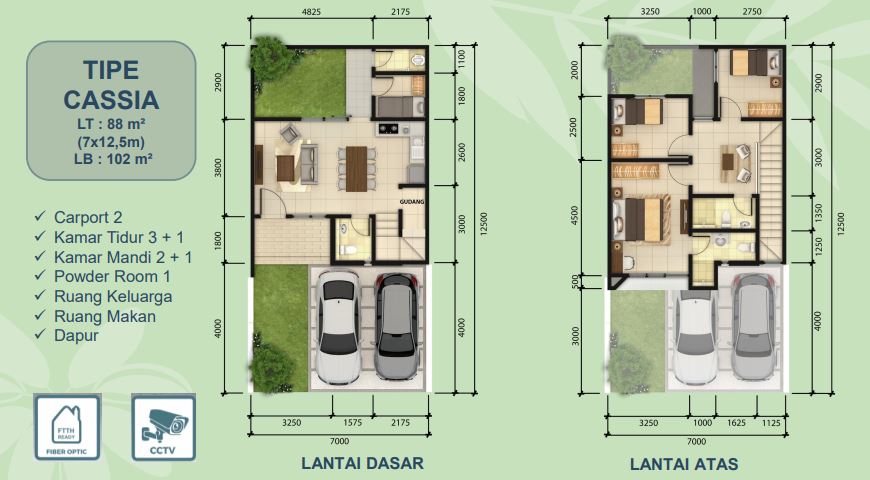 TIPE
CASSIA
LT : 88 m²
(7x12,5m)
LB : 102 m²
Carport 2
Kamar Tidur 3 + 1
Kamar Mandi 2 + 1
Powder Room 1
Ruang Keluarga
Ruang Makan
Dapur
FTTH
READY
FIBER OPTIC
CCTV
4825
2175
2900
3800
1800
4000
1100
1800
2600
3000
4000
12500
GUDANG
3250
1575
2175
7000
LANTAI DASAR
3250
1000
2750
2000
2500
4500
500
3000
2900
3000
1350
1250
4000
12500
3250
1000
1625
1125
7000
LANTAI ATAS